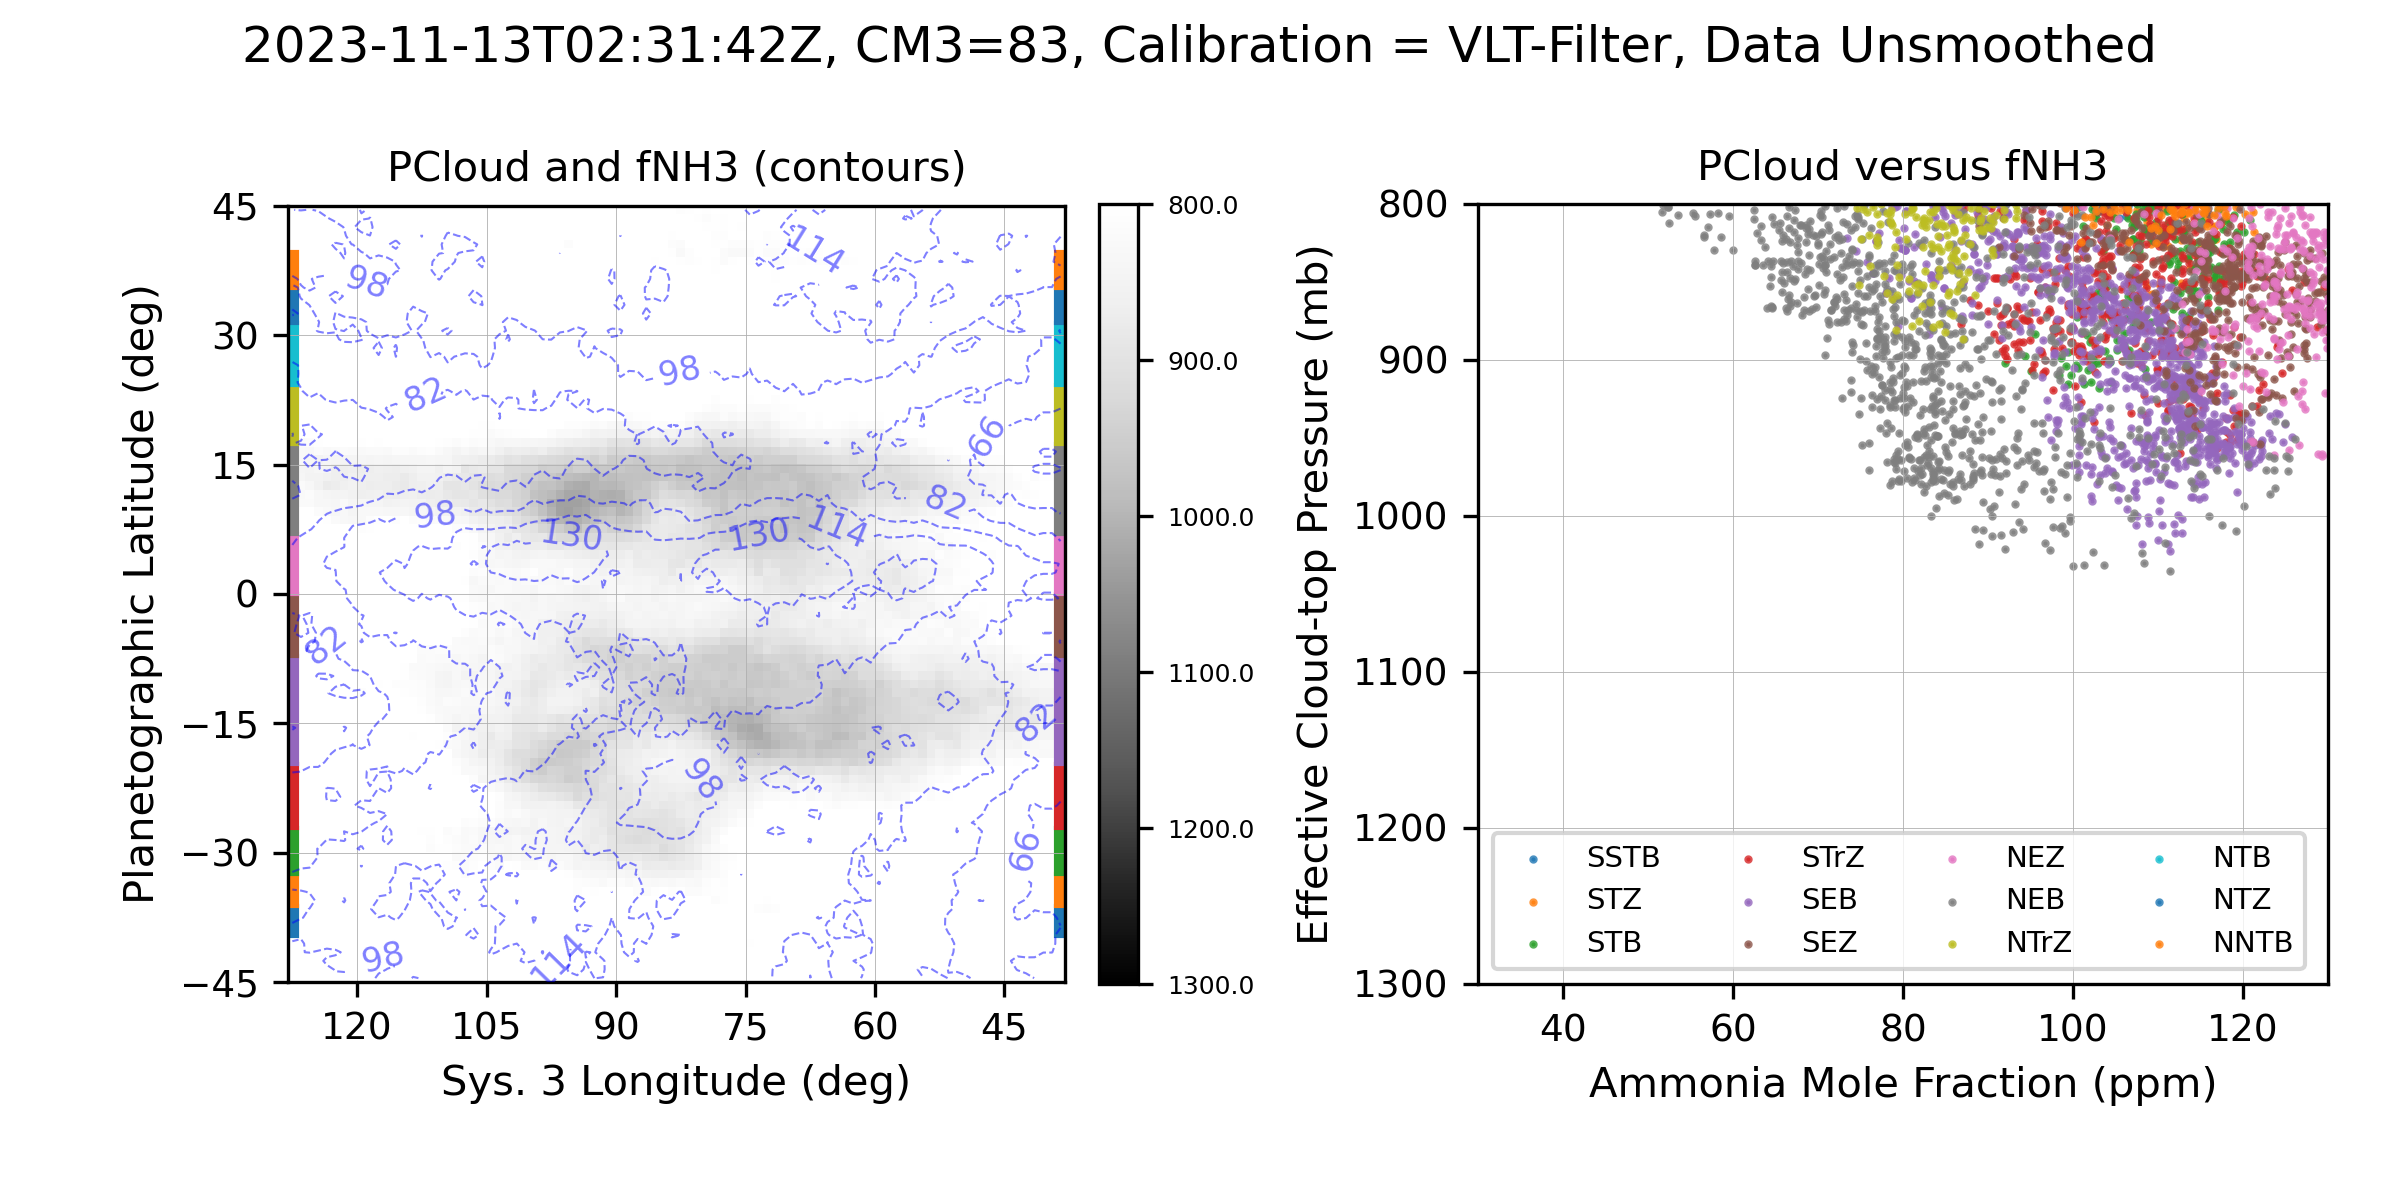 2023-11-13T02:31:42Z, CM3=83, Calibration = VLT-Filter, Data Unsmoothed
PCloud and fNH3 (contours)
Planetographic Latitude (deg)
45
30
15
0
−15
−30
−45
120
105
90
75
60
45
Sys. 3 Longitude (deg)
114
98
98
82
66
82
98
130
130
114
82
82
98
66
98
114
800.0
900.0
1000.0
1100.0
1200.0
1300.0
PCloud versus fNH3
Effective Cloud-top Pressure (mb)
800
900
1000
1100
1200
1300
SSTB
STZ
STB
STrZ
SEB
SEZ
NEZ
NEB
NTrZ
NTB
NTZ
NNTB
40
60
80
100
120
Ammonia Mole Fraction (ppm)